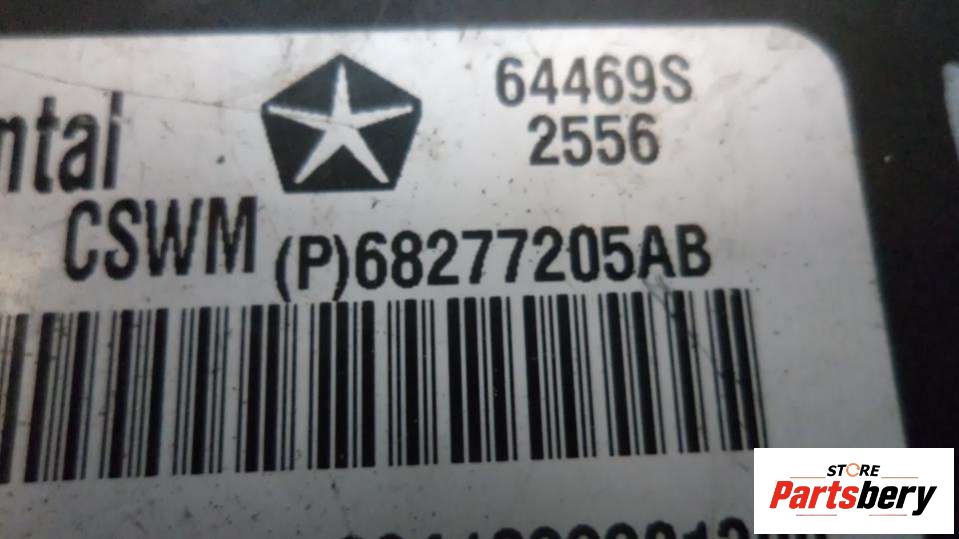 64469S
2556
ntal
CSWM (P)68277205AB
STORE
Partsbery